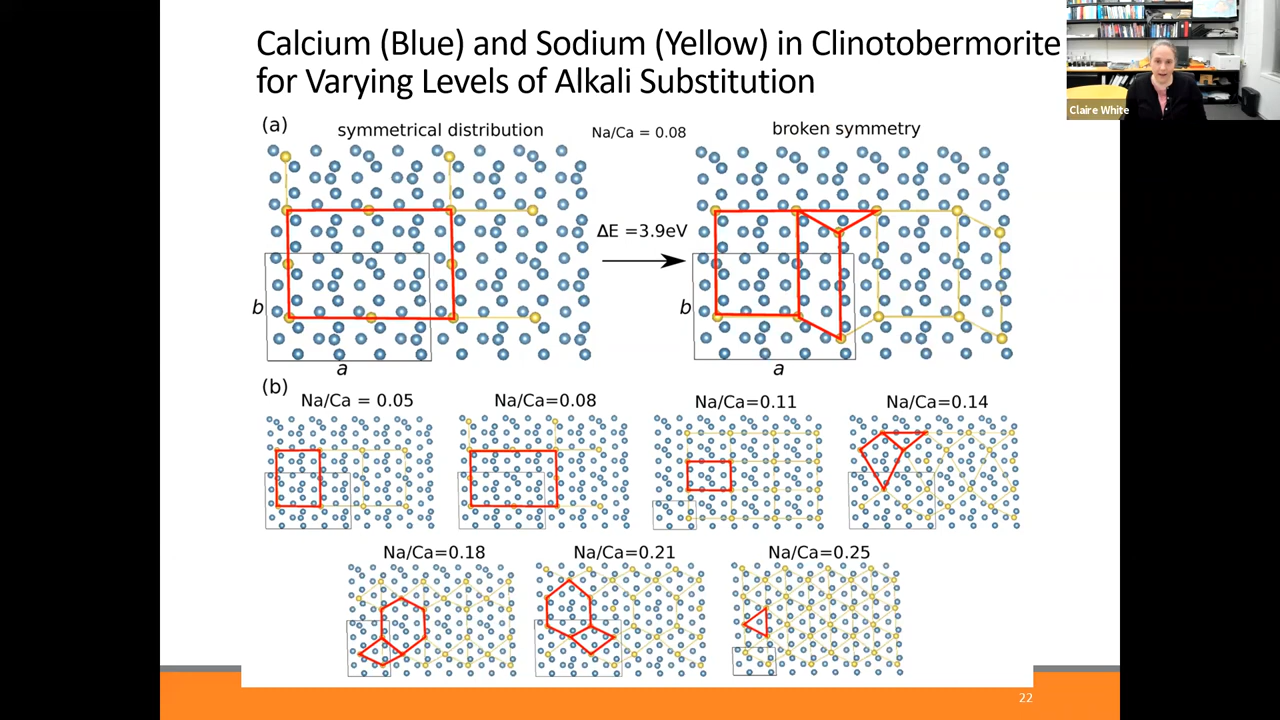 Calcium (Blue) and Sodium (Yellow) in Clinotobermorite
for Varying Levels of Alkali Substitution
Claire White
(a)
symmetrical distribution
Na/Ca = 0.08
broken symmetry
ΔE =3.9eV
b
a
b
a
(b)
Na/Ca = 0.05
Na/Ca=0.08
Na/Ca=0.11
Na/Ca=0.14
Na/Ca=0.18
Na/Ca=0.21
Na/Ca=0.25
22